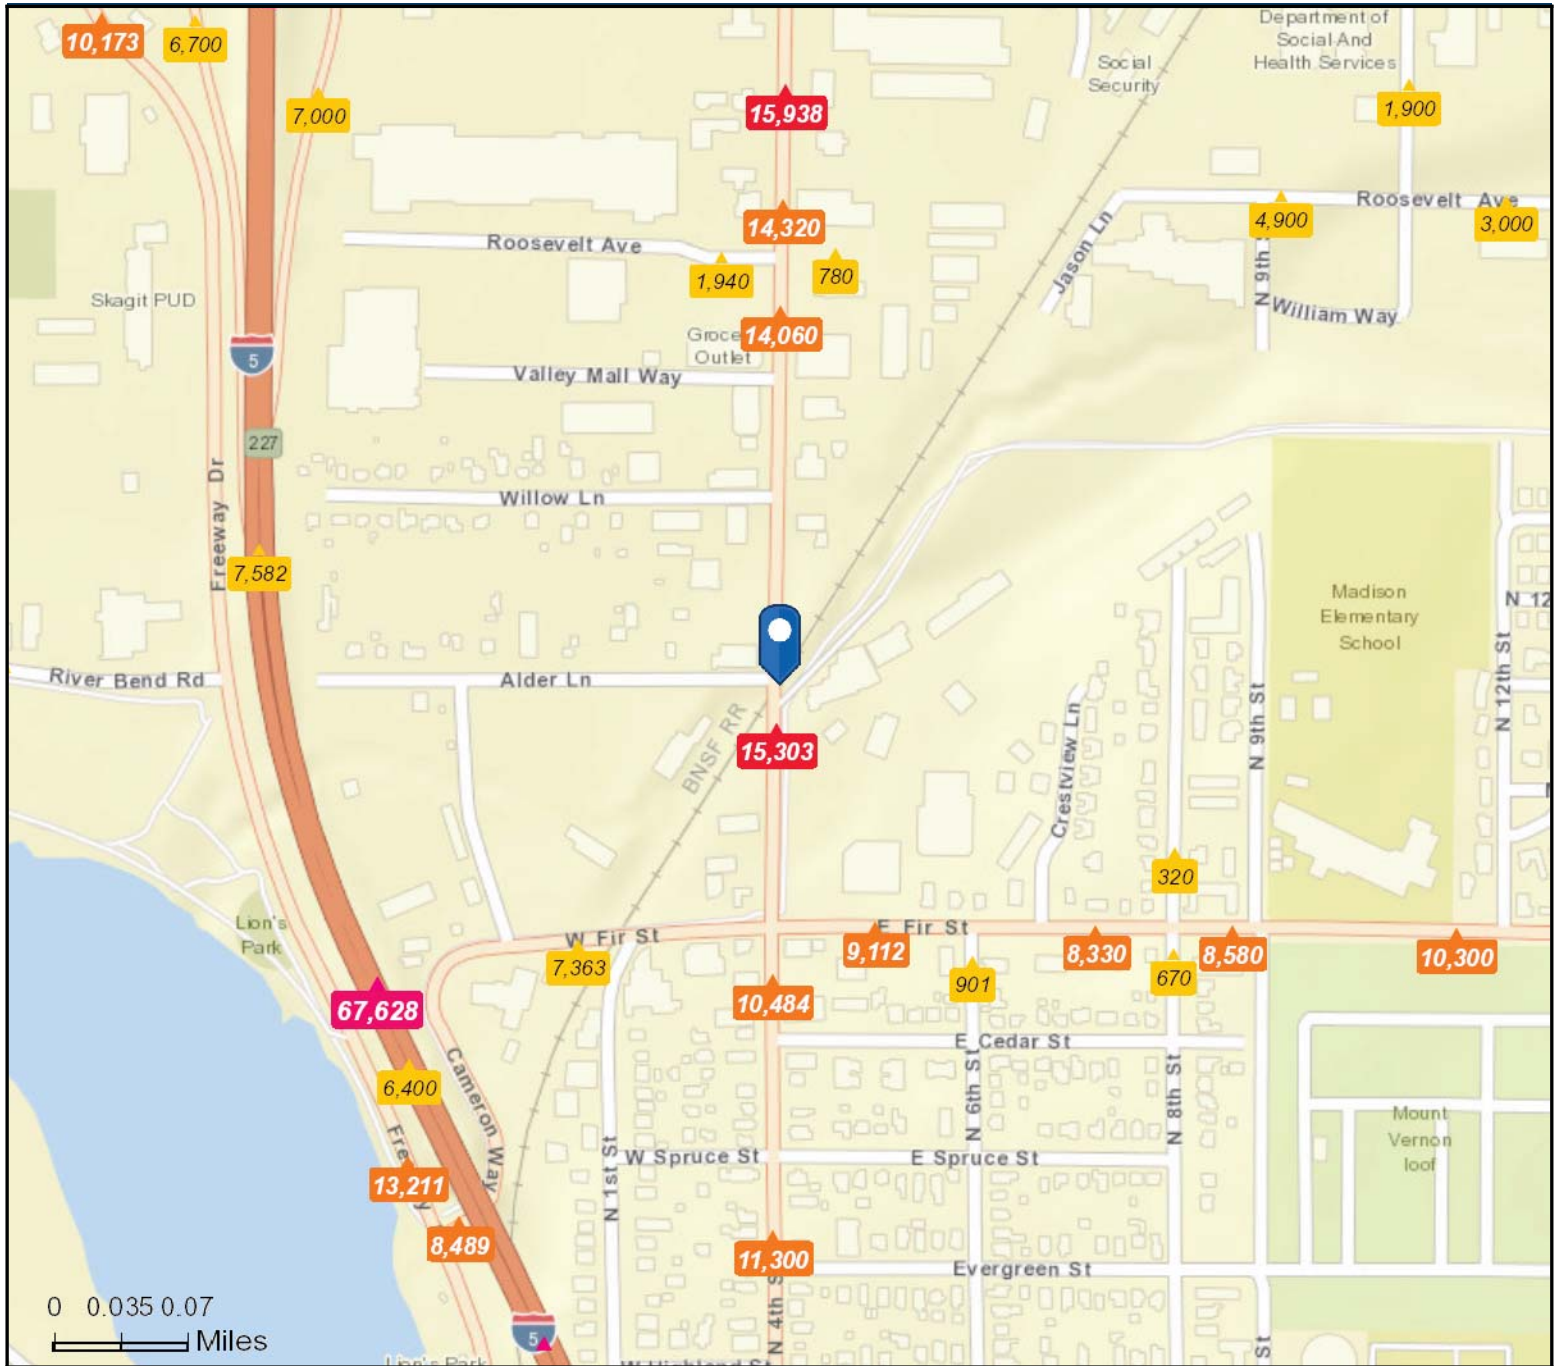 10,173
6,700
Department of
Social And
Health Services
Social
Security
7,000
15,938
1,900
14,320
4,900
Roosevelt Ave
3,000
Jason Ln
Roosevelt Ave
1,940
780
Skagit PUD
N 9th
William Way
14,060
Outlet
5
Valley Mall Way
227
Willow Ln
Freeway Dr
7,582
Madison
Elementary
School
N 12
N 12th St
River Bend Rd
Alder Ln
BNSF RR
15,303
Crestview Ln
N 9th St
320
Lion's
Park
W Fir St
E Fir St
7,363
9,112
8,330
8,580
10,300
901
670
67,628
10,484
E Cedar St
6,400
Cameron Way
N 6th St
N 8th St
Mount
Vernon
loof
W Spruce St
E Spruce St
N 1st St
13,211
8,489
11,300
Evergreen St
N 4th S
0 0.035 0.07
Miles
5
St
Lion's Park
W Highland St